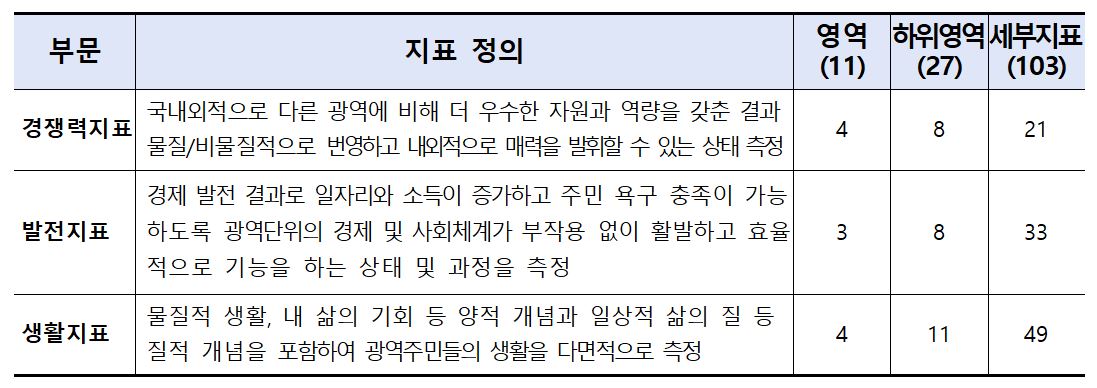 부문 지표 정의 영역 하위영역 세부지표
(11) (27) (103)
국내외적으로 다른 광역에 비해 더 우수한 자원과 역량을 갖춘 결과
경쟁력지표 4 8 21
물질/비물질적으로 번영하고 내외적으로 매력을 발휘할 수 있는 상태 측정
경제 발전 결과로 일자리와 소득이 증가하고 주민 욕구 충족이 가능
발전지표 하도록 광역단위의 경제 및 사회체계가 부작용 없이 활발하고 효율 3 8 33
적으로 기능을 하는 상태 및 과정을 측정
물질적 생활, 내 삶의 기회 등 양적 개념과 일상적 삶의 질 등
생활지표 4 11 49
질적 개념을 포함하여 광역주민들의 생활을 다면적으로 측정